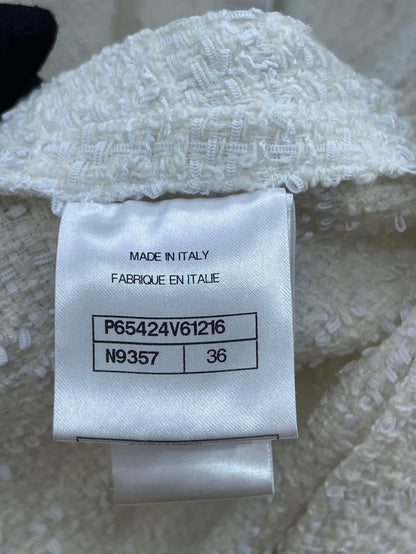 MADE IN ITALY
FABRIQUE EN ITALIE
P65424V61216
N9357 36